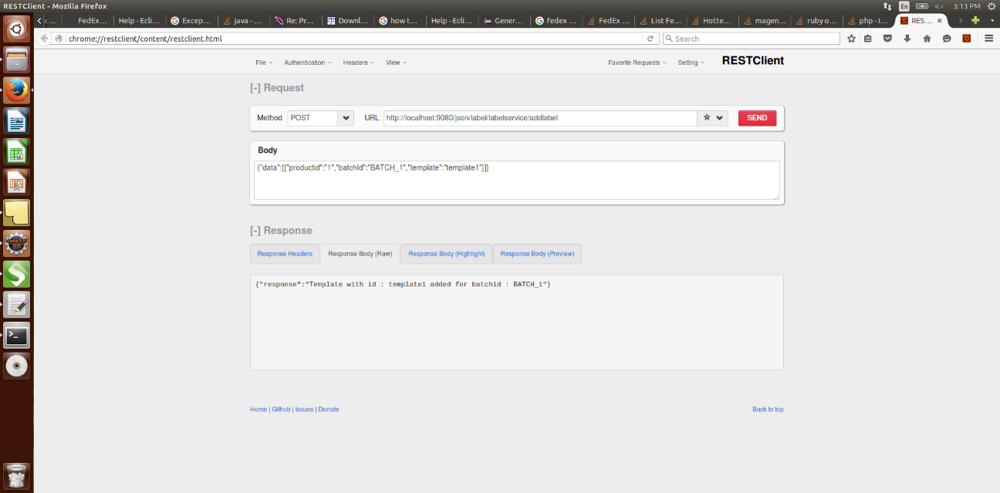 RESTClient - Mozilla Firefox
En 3:13 PM
FedEx... Help - Ecli... Excep... java - ... Re: Pr... Downl... how t... Help - Ecli... Gener... fedex ... FedEx ... List Fe... Hotte... magen... ruby o... php - I... RES...
chrome://restclient/content/restclient.html
Search
File Authentication Headers View Favorite Requests Setting RESTClient
[-] Request
Method POST URL http://localhost:9080/json/label/labelservice/addlabel SEND
Body
{"data":[{"productid":"1","batchId":"BATCH_1","template":"template1"}]}
[-] Response
Response Headers Response Body (Raw) Response Body (Highlight) Response Body (Preview)
{"response":"Template with id : template1 added for batchid : BATCH_1"}
Home | Github | Issues | Donate
Back to top